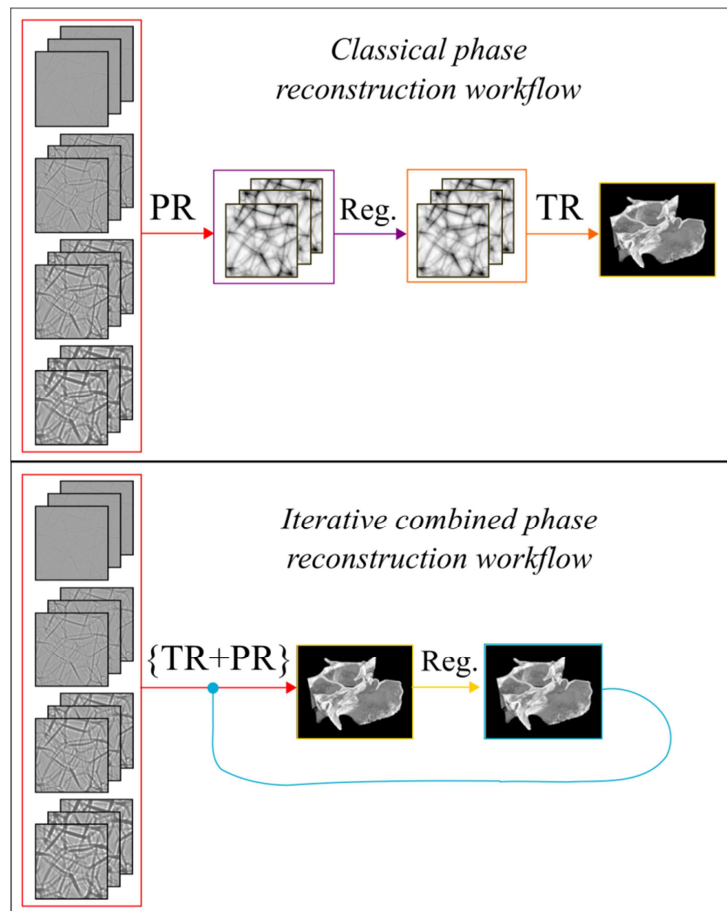 Classical phase
reconstruction workflow
PR
Reg.
TR
Iterative combined phase
reconstruction workflow
{TR+PR}
Reg.